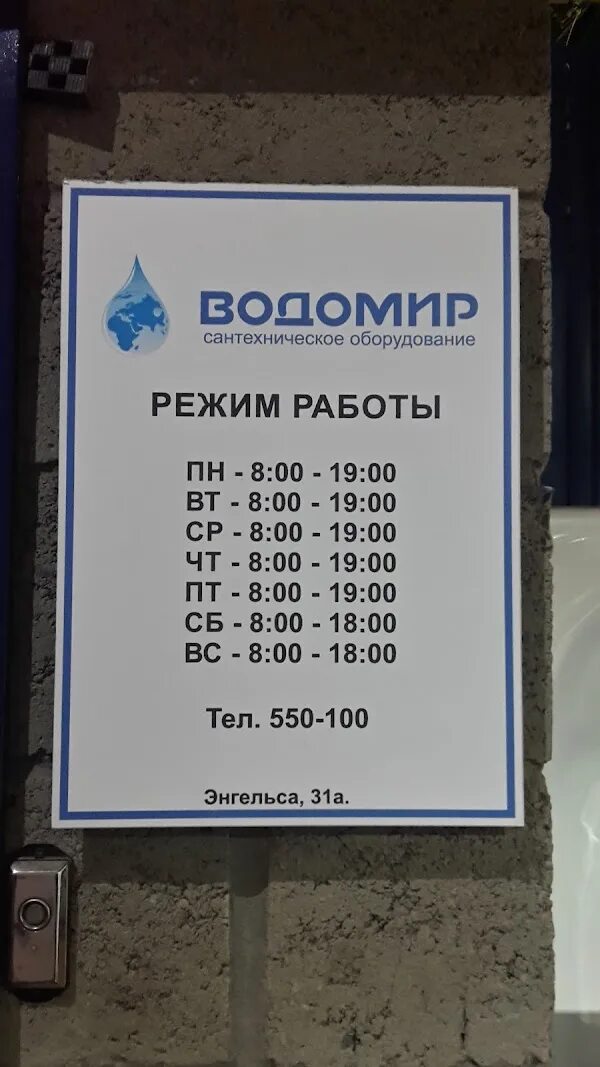 ВОДОМИР
сантехническое оборудование
РЕЖИМ РАБОТЫ
ПН - 8:00 - 19:00
ВТ - 8:00 - 19:00
СР - 8:00 - 19:00
ЧТ - 8:00 - 19:00
ПТ - 8:00 - 19:00
СБ - 8:00 - 18:00
ВС - 8:00 - 18:00
Тел. 550-100
Энгельса, 31а.